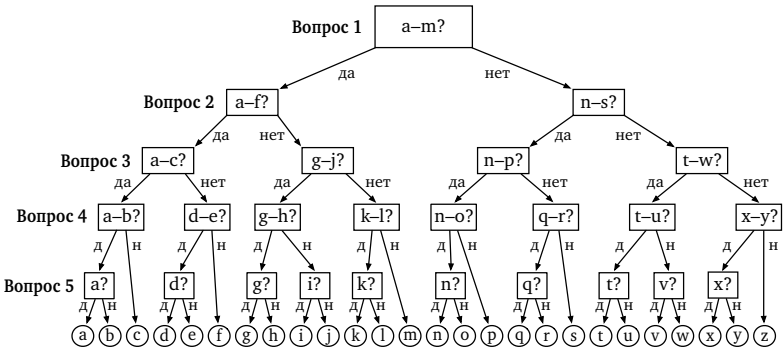 Вопрос 1 a–m?
да нет
Вопрос 2 a–f? n–s?
да нет да нет
Вопрос 3 a–c? g–j? n–p? t–w?
да нет да нет да нет да нет
Вопрос 4 a–b? d–e? g–h? k–l? n–o? q–r? t–u? x–y?
д н д н д н д н д н д н д н д н
Вопрос 5 a? d? g? i? k? n? q? t? v? x?
д н д н д н д н д н д н д н д н д н д н
a b c d e f g h i j k l m n o p q r s t u v w x y z